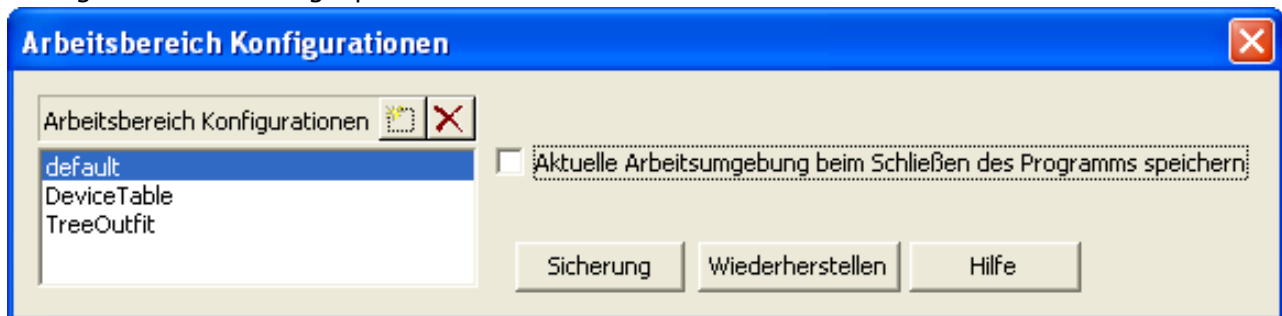 Arbeitsbereich Konfigurationen
Arbeitsbereich Konfigurationen
default
Aktuelle Arbeitsumgebung beim Schließen des Programms speichern
DeviceTable
TreeOutfit
Sicherung Wiederherstellen Hilfe